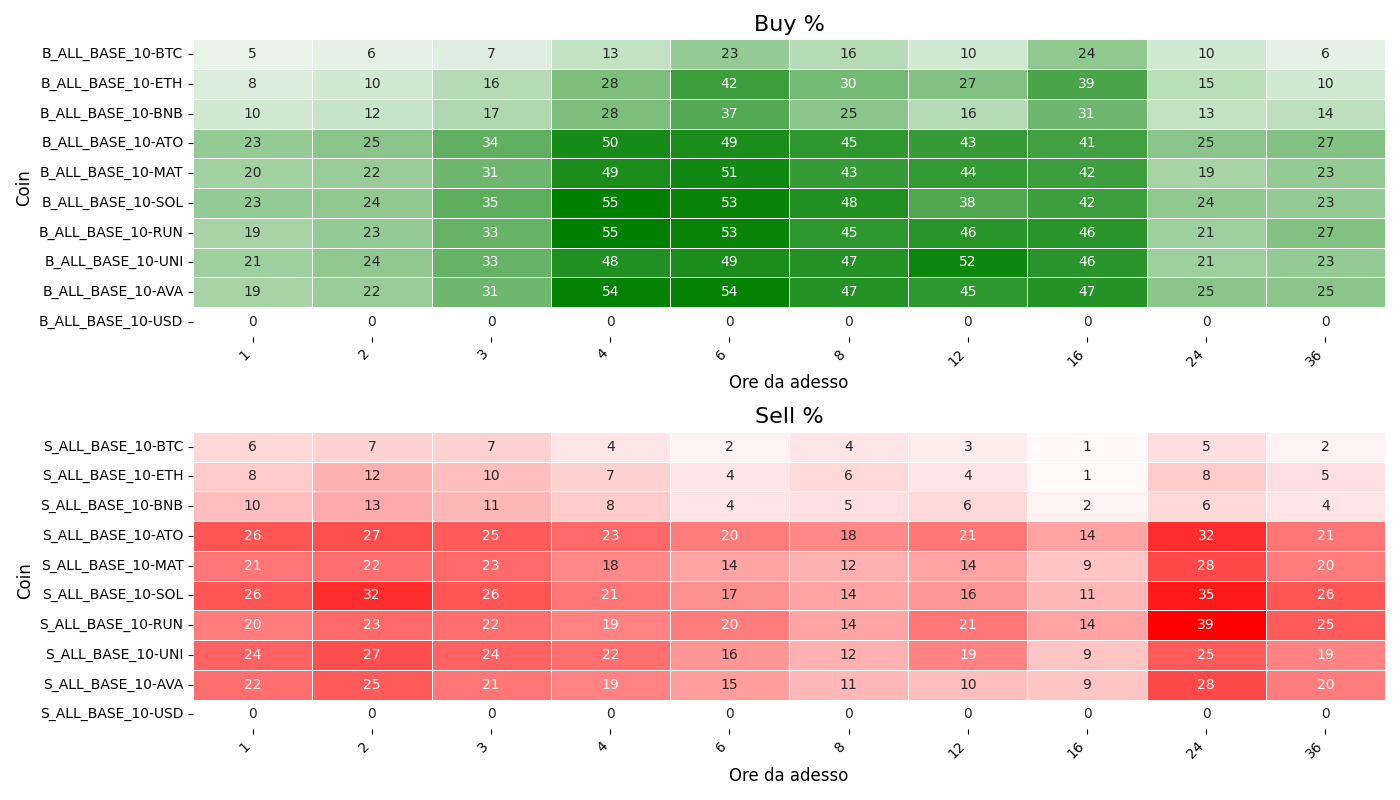 Buy %
Coin
B_ALL_BASE_10-BTC 5 6 7 13 23 16 10 24 10 6
B_ALL_BASE_10-ETH 8 10 16 28 42 30 27 39 15 10
B_ALL_BASE_10-BNB 10 12 17 28 37 25 16 31 13 14
B_ALL_BASE_10-ATO 23 25 34 50 49 45 43 41 25 27
B_ALL_BASE_10-MAT 20 22 31 49 51 43 44 42 19 23
B_ALL_BASE_10-SOL 23 24 35 55 53 48 38 42 24 23
B_ALL_BASE_10-RUN 19 23 33 55 53 45 46 46 21 27
B_ALL_BASE_10-UNI 21 24 33 48 49 47 52 46 21 23
B_ALL_BASE_10-AVA 19 22 31 54 54 47 45 47 25 25
B_ALL_BASE_10-USD 0 0 0 0 0 0 0 0 0 0
1 2 3 4 6 8 12 16 24 36
Ore da adesso
Sell %
Coin
S_ALL_BASE_10-BTC 6 7 7 4 2 4 3 1 5 2
S_ALL_BASE_10-ETH 8 12 10 7 4 6 4 1 8 5
S_ALL_BASE_10-BNB 10 13 11 8 4 5 6 2 6 4
S_ALL_BASE_10-ATO 26 27 25 23 20 18 21 14 32 21
S_ALL_BASE_10-MAT 21 22 23 18 14 12 14 9 28 20
S_ALL_BASE_10-SOL 26 32 26 21 17 14 16 11 35 26
S_ALL_BASE_10-RUN 20 23 22 19 20 14 21 14 39 25
S_ALL_BASE_10-UNI 24 27 24 22 16 12 19 9 25 19
S_ALL_BASE_10-AVA 22 25 21 19 15 11 10 9 28 20
S_ALL_BASE_10-USD 0 0 0 0 0 0 0 0 0 0
1 2 3 4 6 8 12 16 24 36
Ore da adesso